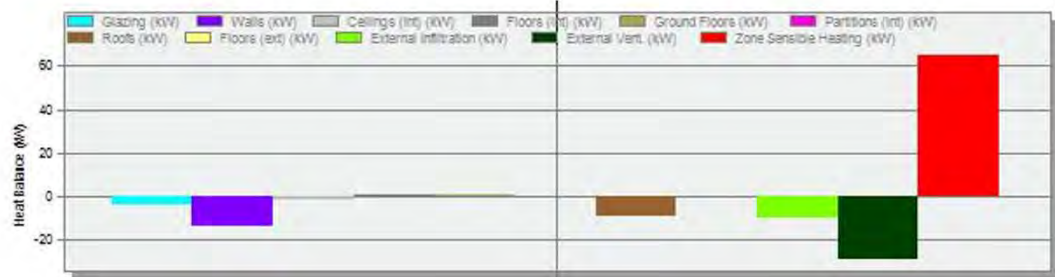 Glazing (kW) Walls (kW) Ceilings (int) (kW) Floors (int) (kW) Ground Floors (kW) Partitions (int) (kW)
Roofs (kW) Floors (ext) (kW) External Infiltration (kW) External Vent. (kW) Zone Sensible Heating (kW)
60
40
20
0
-20
Heat Balance (kW)